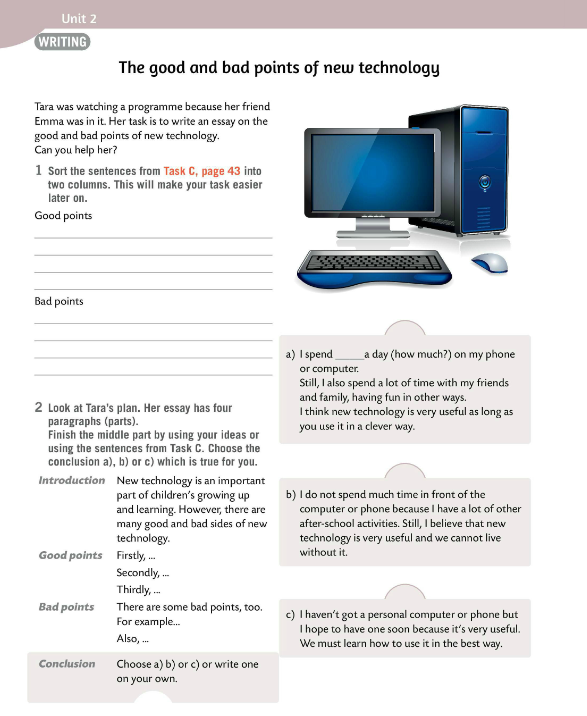 Unit 2
WRITING
The good and bad points of new technology
Tara was watching a programme because her friend
Emma was in it. Her task is to write an essay on the
good and bad points of new technology.
Can you help her?
1 Sort the sentences from Task C, page 43 into
two columns. This will make your task easier
later on.
Good points
Bad points
2 Look at Tara's plan. Her essay has four
paragraphs (parts).
Finish the middle part by using your ideas or
using the sentences from Task C. Choose the
conclusion a), b) or c) which is true for you.
Introduction New technology is an important
part of children's growing up
and learning. However, there are
many good and bad sides of new
technology.
Good points Firstly, ...
Secondly, ...
Thirdly, ...
Bad points There are some bad points, too.
For example...
Also, ...
Conclusion Choose a) b) or c) or write one
on your own.
a) I spend _____a day (how much?) on my phone
or computer.
Still, I also spend a lot of time with my friends
and family, having fun in other ways.
I think new technology is very useful as long as
you use it in a clever way.
b) I do not spend much time in front of the
computer or phone because I have a lot of other
after-school activities. Still, I believe that new
technology is very useful and we cannot live
without it.
c) I haven't got a personal computer or phone but
I hope to have one soon because it's very useful.
We must learn how to use it in the best way.